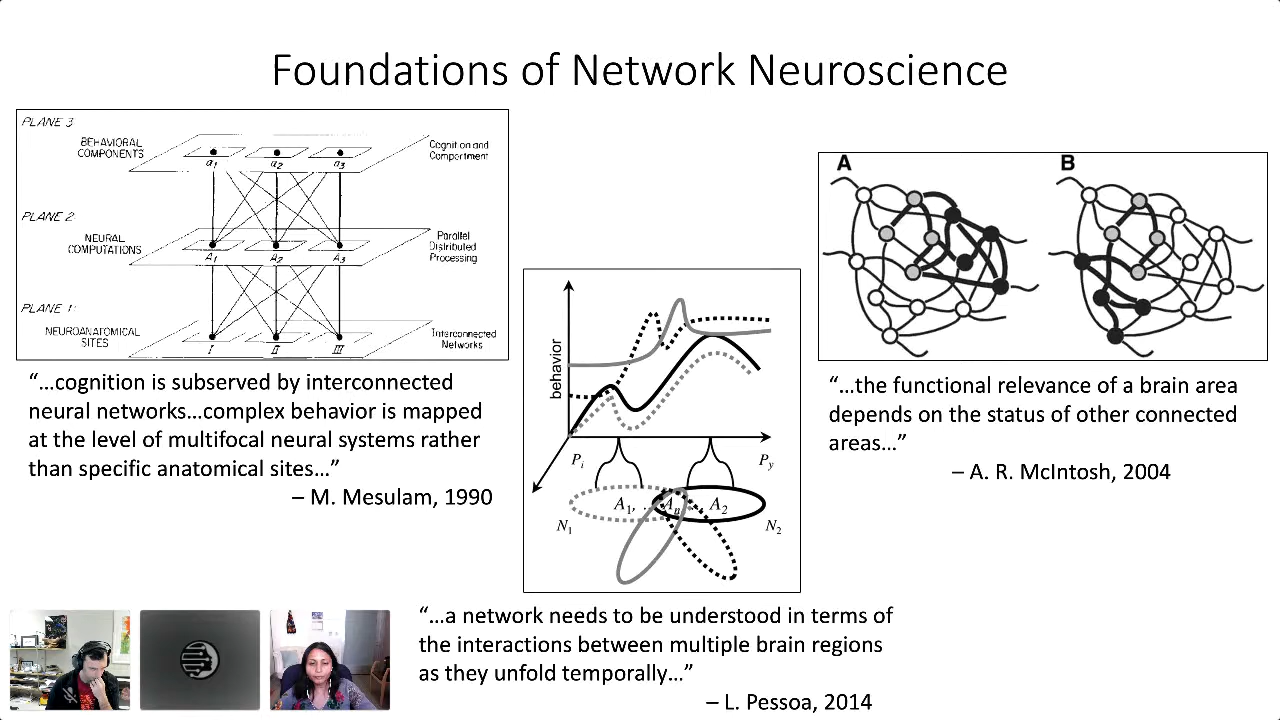 Foundations of Network Neuroscience
PLANE 3
BEHAVIORAL
COMPONENTS
a1 a2 a3
Cognition and
Comportment
PLANE 2
NEURAL
COMPUTATIONS
A1 A2 A3
Parallel
Distributed
Processing
PLANE 1
NEUROANATOMICAL
SITES
I II III
Interconnected
Networks
“…cognition is subserved by interconnected
neural networks…complex behavior is mapped
at the level of multifocal neural systems rather
than specific anatomical sites…”
– M. Mesulam, 1990
behavior
Pi Py
A1, .. An A2
N1 N2
“…a network needs to be understood in terms of
the interactions between multiple brain regions
as they unfold temporally…”
– L. Pessoa, 2014
A B
“…the functional relevance of a brain area
depends on the status of other connected
areas…”
– A. R. McIntosh, 2004